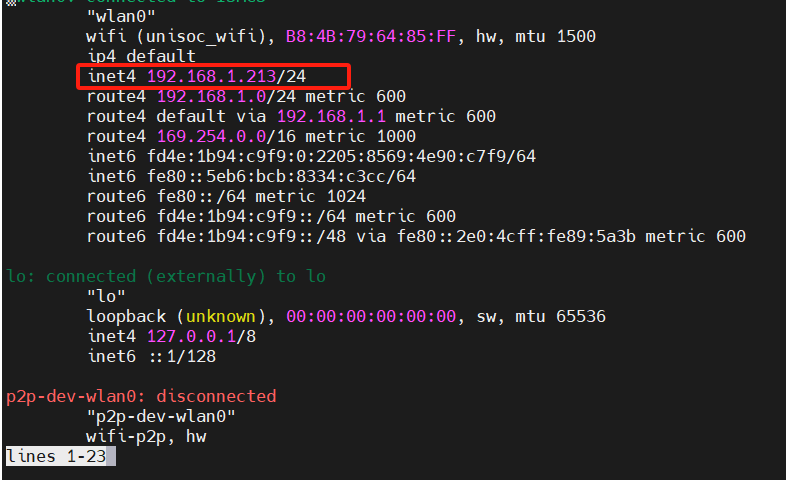 wlan0: connected to
"wlan0"
wifi (unisoc_wifi), B8:4B:79:64:85:FF, hw, mtu 1500
ip4 default
inet4 192.168.1.213/24
route4 192.168.1.0/24 metric 600
route4 default via 192.168.1.1 metric 600
route4 169.254.0.0/16 metric 1000
inet6 fd4e:1b94:c9f9:0:2205:8569:4e90:c7f9/64
inet6 fe80::5eb6:bcb:8334:c3cc/64
route6 fe80::/64 metric 1024
route6 fd4e:1b94:c9f9::/64 metric 600
route6 fd4e:1b94:c9f9::/48 via fe80::2e0:4cff:fe89:5a3b metric 600
lo: connected (externally) to lo
"lo"
loopback (unknown), 00:00:00:00:00:00, sw, mtu 65536
inet4 127.0.0.1/8
inet6 ::1/128
p2p-dev-wlan0: disconnected
"p2p-dev-wlan0"
wifi-p2p, hw
lines 1-23